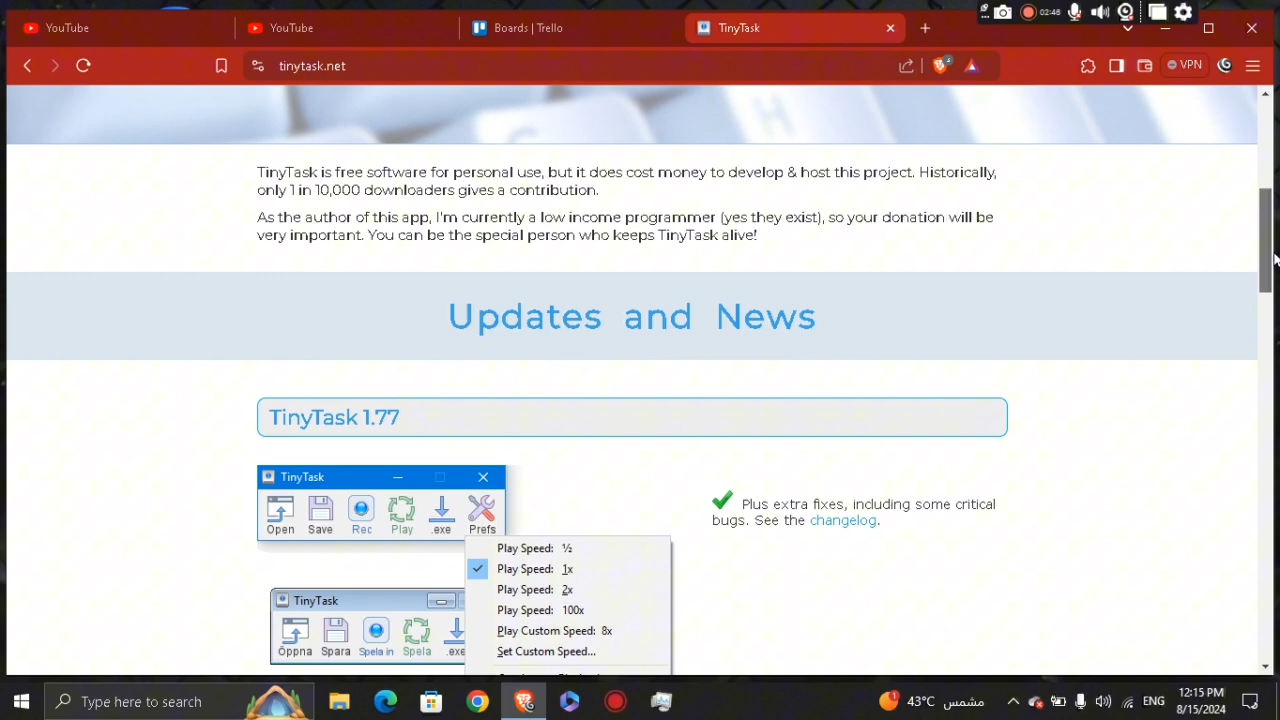 02:46
YouTube
YouTube
Boards | Trello
TinyTask
tinytask.net
4
VPN
TinyTask is free software for personal use, but it does cost money to develop & host this project. Historically,
only 1 in 10,000 downloaders gives a contribution.
As the author of this app, I'm currently a low income programmer (yes they exist), so your donation will be
very important. You can be the special person who keeps TinyTask alive!
Updates and News
TinyTask 1.77
TinyTask
Open Save Rec Play .exe Prefs
Plus extra fixes, including some critical
bugs. See the changelog.
Play Speed: ½
Play Speed: 1x
Play Speed: 2x
Play Speed: 100x
Play Custom Speed: 8x
Set Custom Speed...
TinyTask
Öppna Spara Spela in Spela .exe
Type here to search
1
43°C مشمس
ENG
12:15 PM
8/15/2024